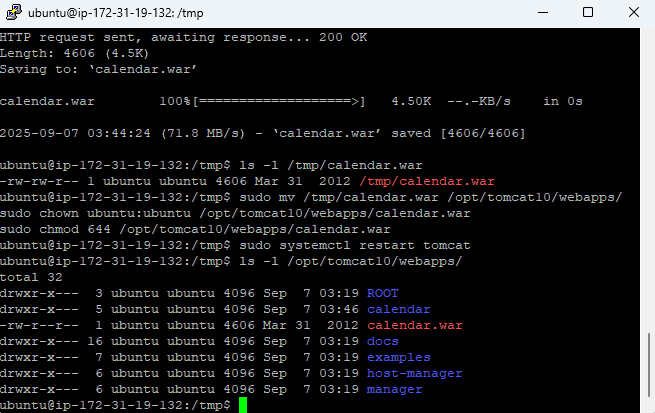 ubuntu@ip-172-31-19-132: /tmp
HTTP request sent, awaiting response... 200 OK
Length: 4606 (4.5K)
Saving to: ‘calendar.war’
calendar.war        100%[===================>]   4.50K  --.-KB/s    in 0s
2025-09-07 03:44:24 (71.8 MB/s) - ‘calendar.war’ saved [4606/4606]
ubuntu@ip-172-31-19-132:/tmp$ ls -l /tmp/calendar.war
-rw-rw-r-- 1 ubuntu ubuntu 4606 Mar 31  2012 /tmp/calendar.war
ubuntu@ip-172-31-19-132:/tmp$ sudo mv /tmp/calendar.war /opt/tomcat10/webapps/
sudo chown ubuntu:ubuntu /opt/tomcat10/webapps/calendar.war
sudo chmod 644 /opt/tomcat10/webapps/calendar.war
ubuntu@ip-172-31-19-132:/tmp$ sudo systemctl restart tomcat
ubuntu@ip-172-31-19-132:/tmp$ ls -l /opt/tomcat10/webapps/
total 32
drwxr-x---  3 ubuntu ubuntu 4096 Sep  7 03:19 ROOT
drwxr-x---  5 ubuntu ubuntu 4096 Sep  7 03:46 calendar
-rw-r--r--  1 ubuntu ubuntu 4606 Mar 31  2012 calendar.war
drwxr-x--- 16 ubuntu ubuntu 4096 Sep  7 03:19 docs
drwxr-x---  7 ubuntu ubuntu 4096 Sep  7 03:19 examples
drwxr-x---  6 ubuntu ubuntu 4096 Sep  7 03:19 host-manager
drwxr-x---  6 ubuntu ubuntu 4096 Sep  7 03:19 manager
ubuntu@ip-172-31-19-132:/tmp$